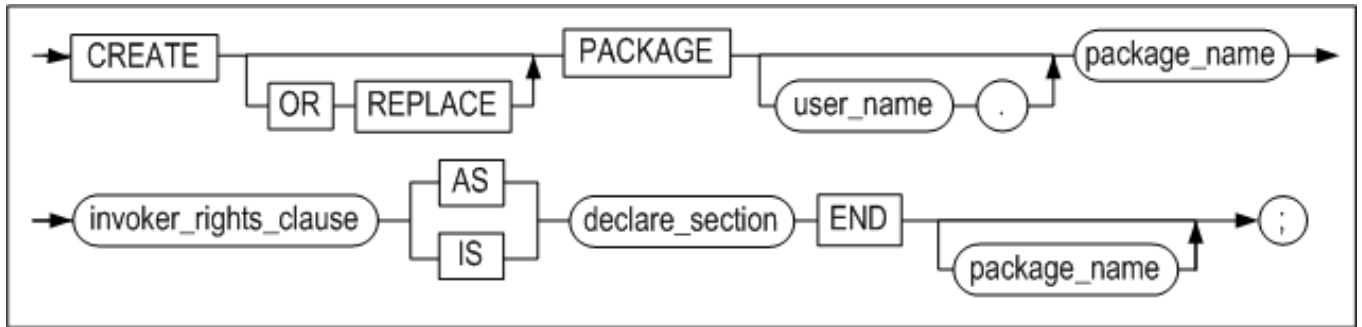 CREATE PACKAGE package_name
OR REPLACE user_name .
AS
invoker_rights_clause declare_section END ;
IS package_name